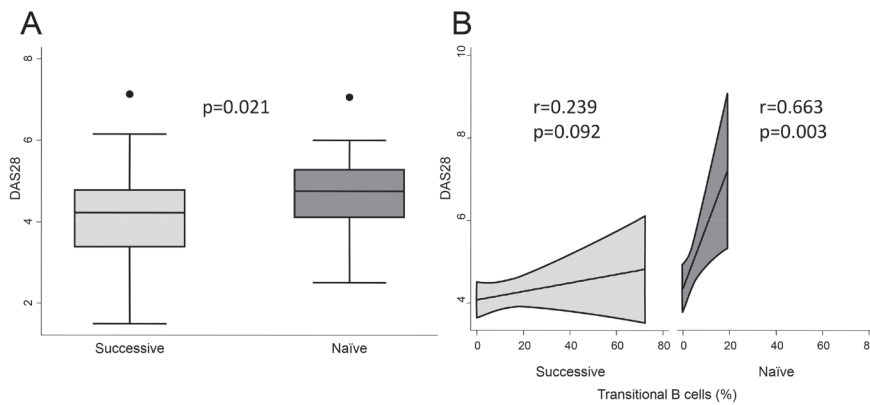 A
DAS28
8
6
4
2
p=0.021
Successive Naïve
B
DAS28
10
8
6
4
r=0.239
p=0.092
r=0.663
p=0.003
0 20 40 60 80 0 20 40 60 8
Successive Naïve
Transitional B cells (%)